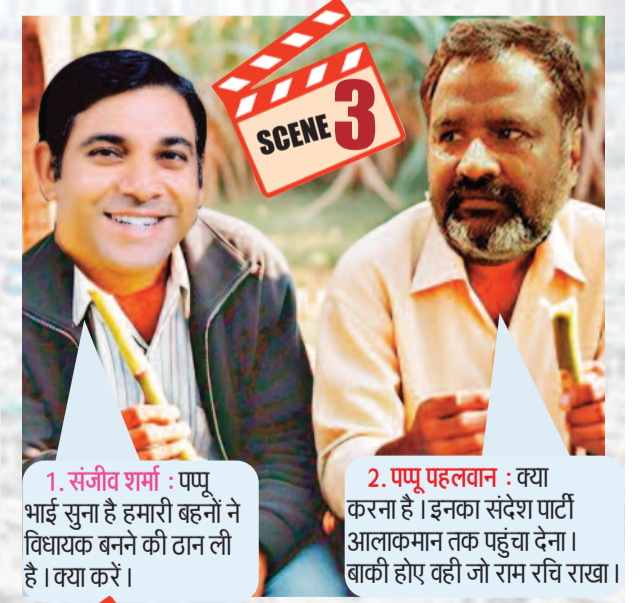 SCENE 3
1. संजीव शर्मा : पप्पू
भाई सुना है हमारी बहनों ने
विधायक बनने की ठान ली
है । क्या करें ।
2. पप्पू पहलवान : क्या
करना है । इनका संदेश पार्टी
आलाकमान तक पहुंचा देना ।
बाकी होए वही जो राम रचि राखा ।